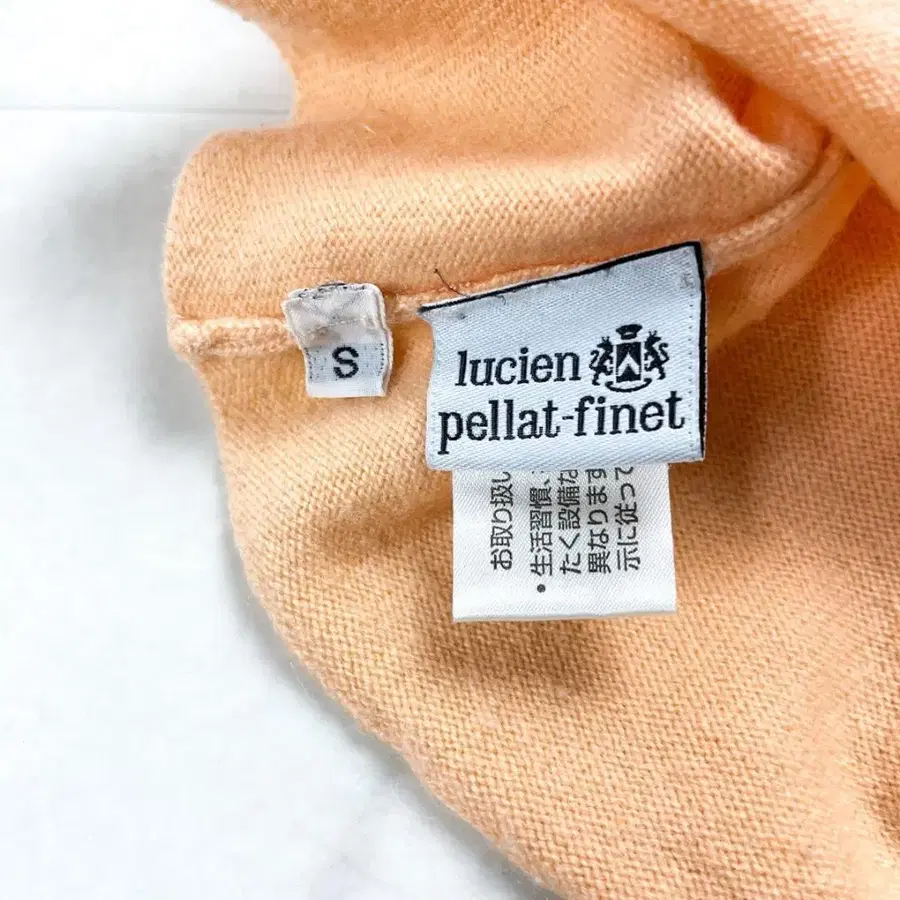 S
lucien
pellat-finet
お取り扱い
・生活習慣、
たく設備な
異なります
示に従って